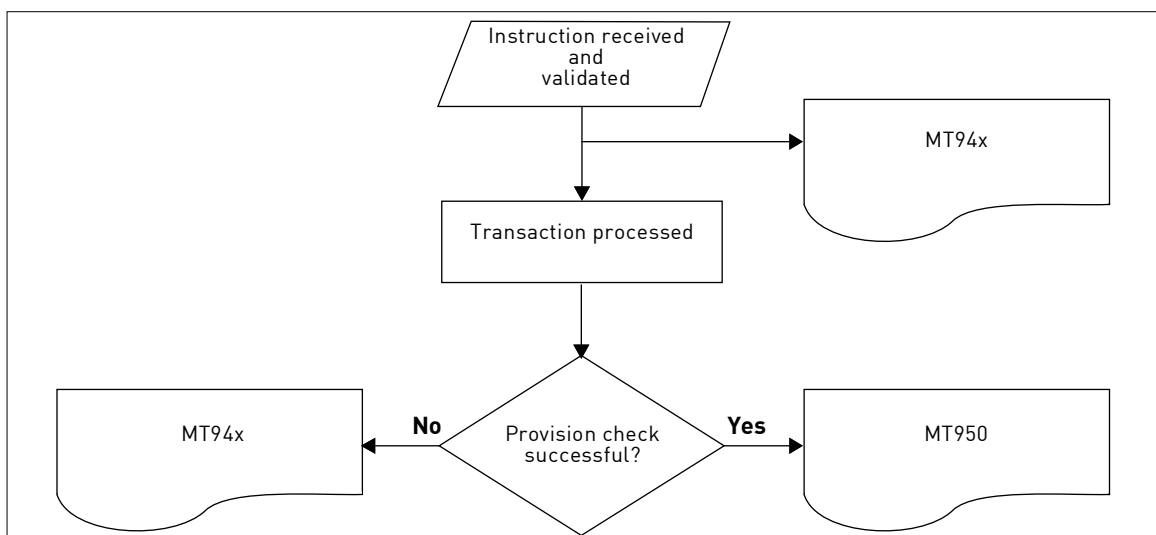 Instruction received
and
validated
MT94x
Transaction processed
MT94x
No
Provision check
successful?
Yes
MT950